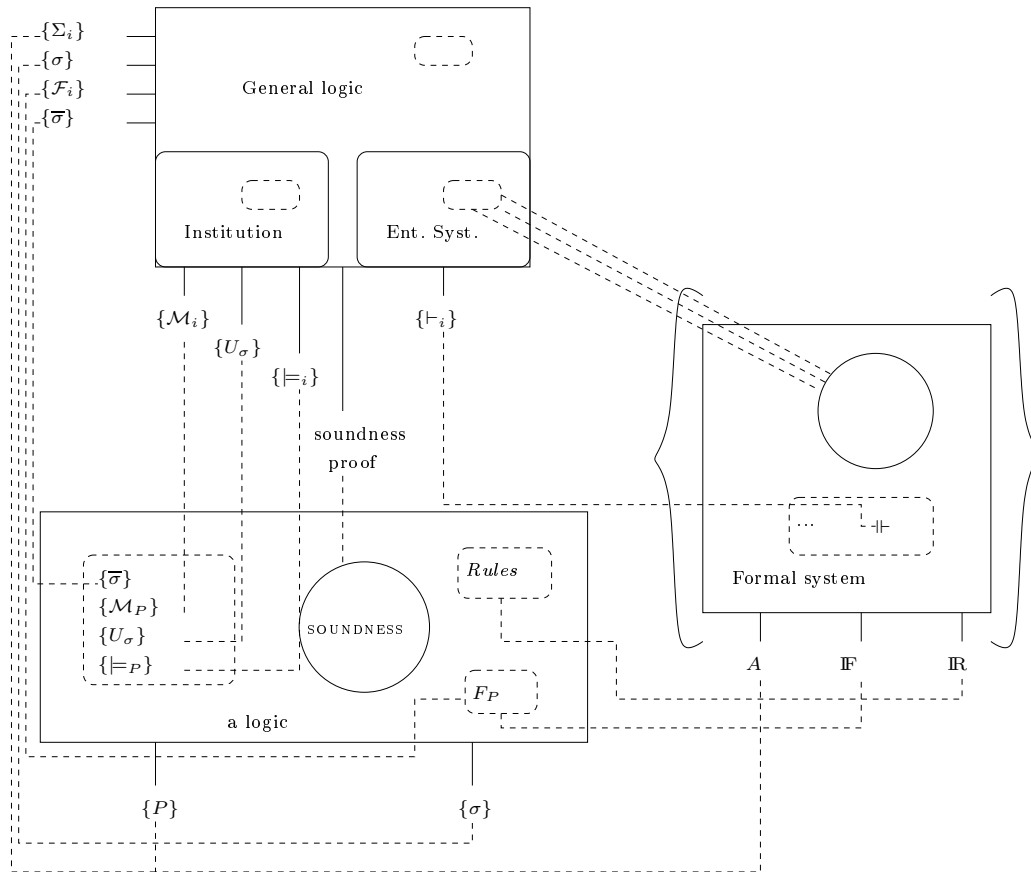 {Σ_i}
{σ}
{ℱ_i}
{σ̅}
General logic
Institution
Ent. Syst.
{ℳ_i}
{U_σ}
{⊨_i}
{⊢_i}
soundness
proof
{σ̅}
{ℳ_P}
{U_σ}
{⊨_P}
SOUNDNESS
Rules
F_P
a logic
{P}
{σ}
⋯
⊣⊢
Formal system
A
𝔽
ℝ